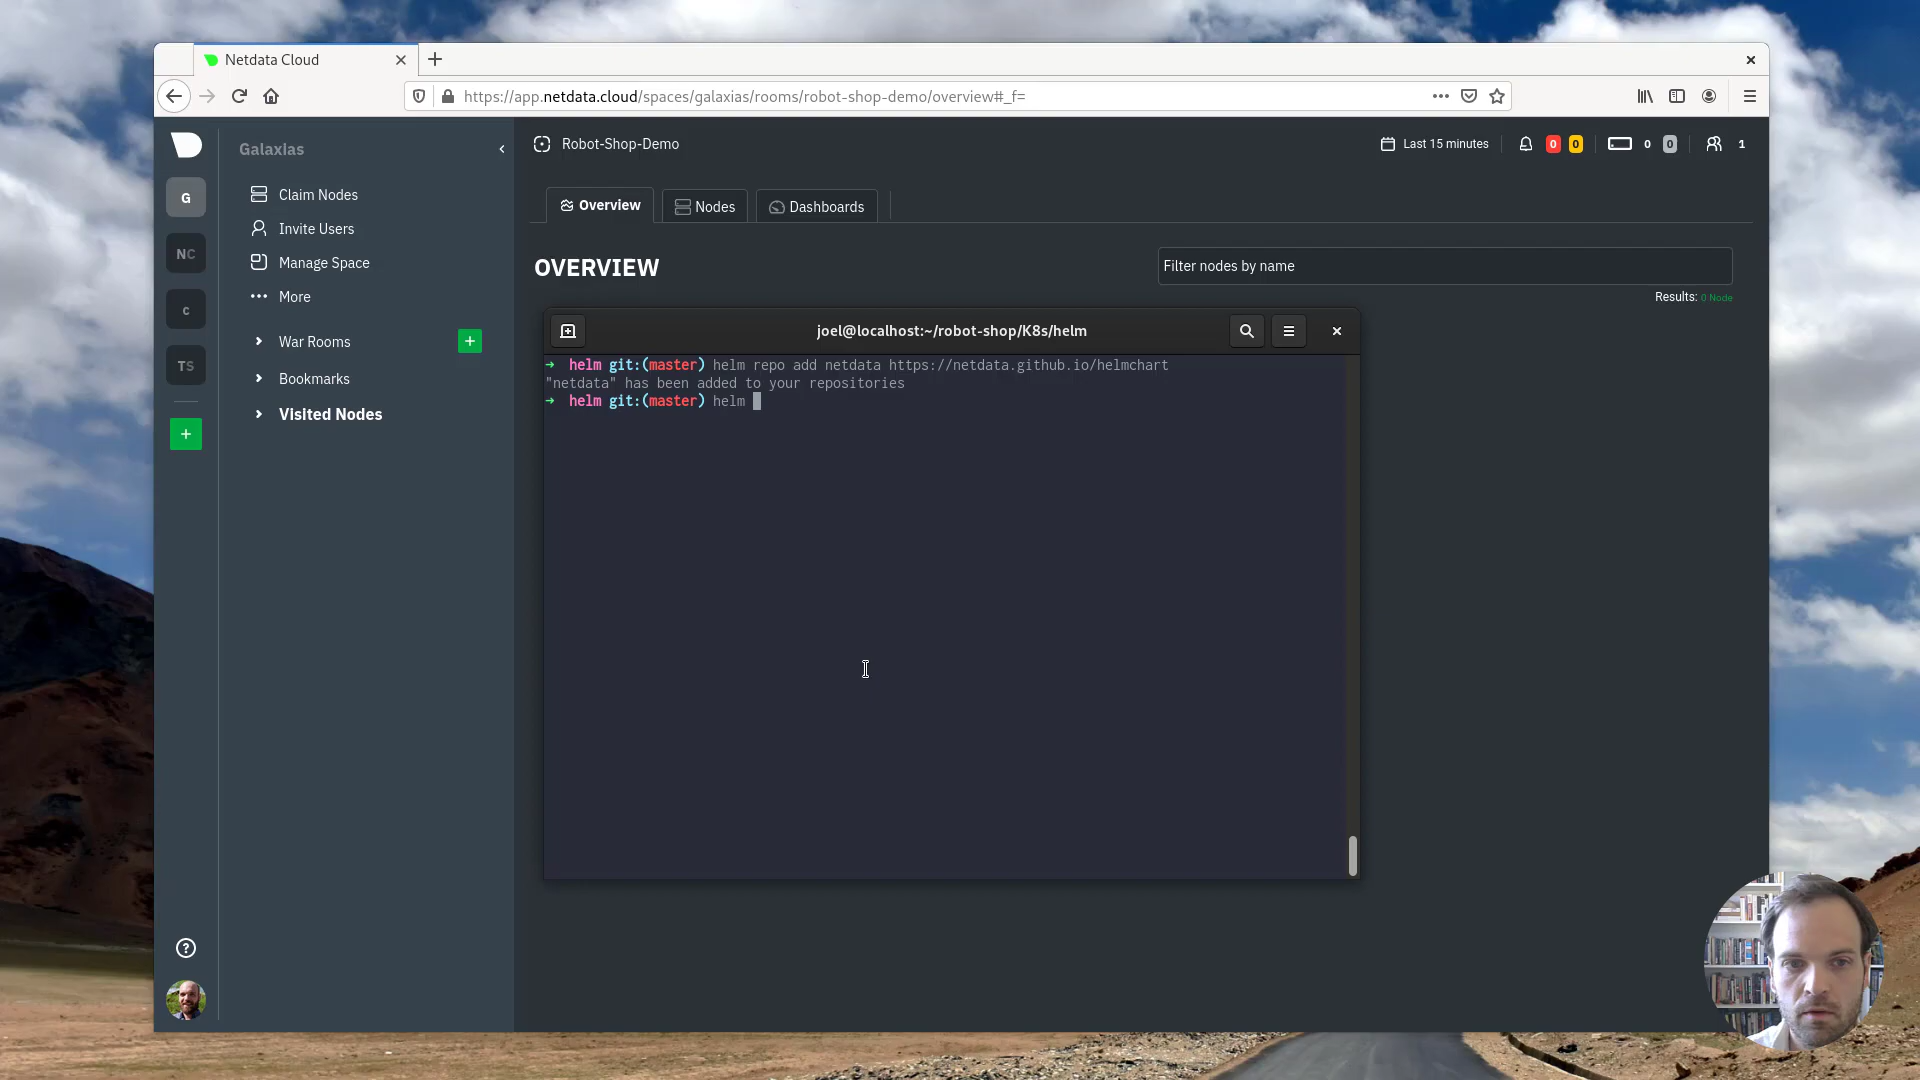 Netdata Cloud
https://app.netdata.cloud/spaces/galaxias/rooms/robot-shop-demo/overview#_f=
Galaxias
Robot-Shop-Demo
Last 15 minutes
0
0
0
0
1
G
NC
c
TS
Claim Nodes
Invite Users
Manage Space
More
War Rooms
Bookmarks
Visited Nodes
Overview
Nodes
Dashboards
OVERVIEW
Filter nodes by name
Results: 0 Node
joel@localhost:~/robot-shop/K8s/helm
➜ helm git:(master) helm repo add netdata https://netdata.github.io/helmchart
"netdata" has been added to your repositories
➜ helm git:(master) helm